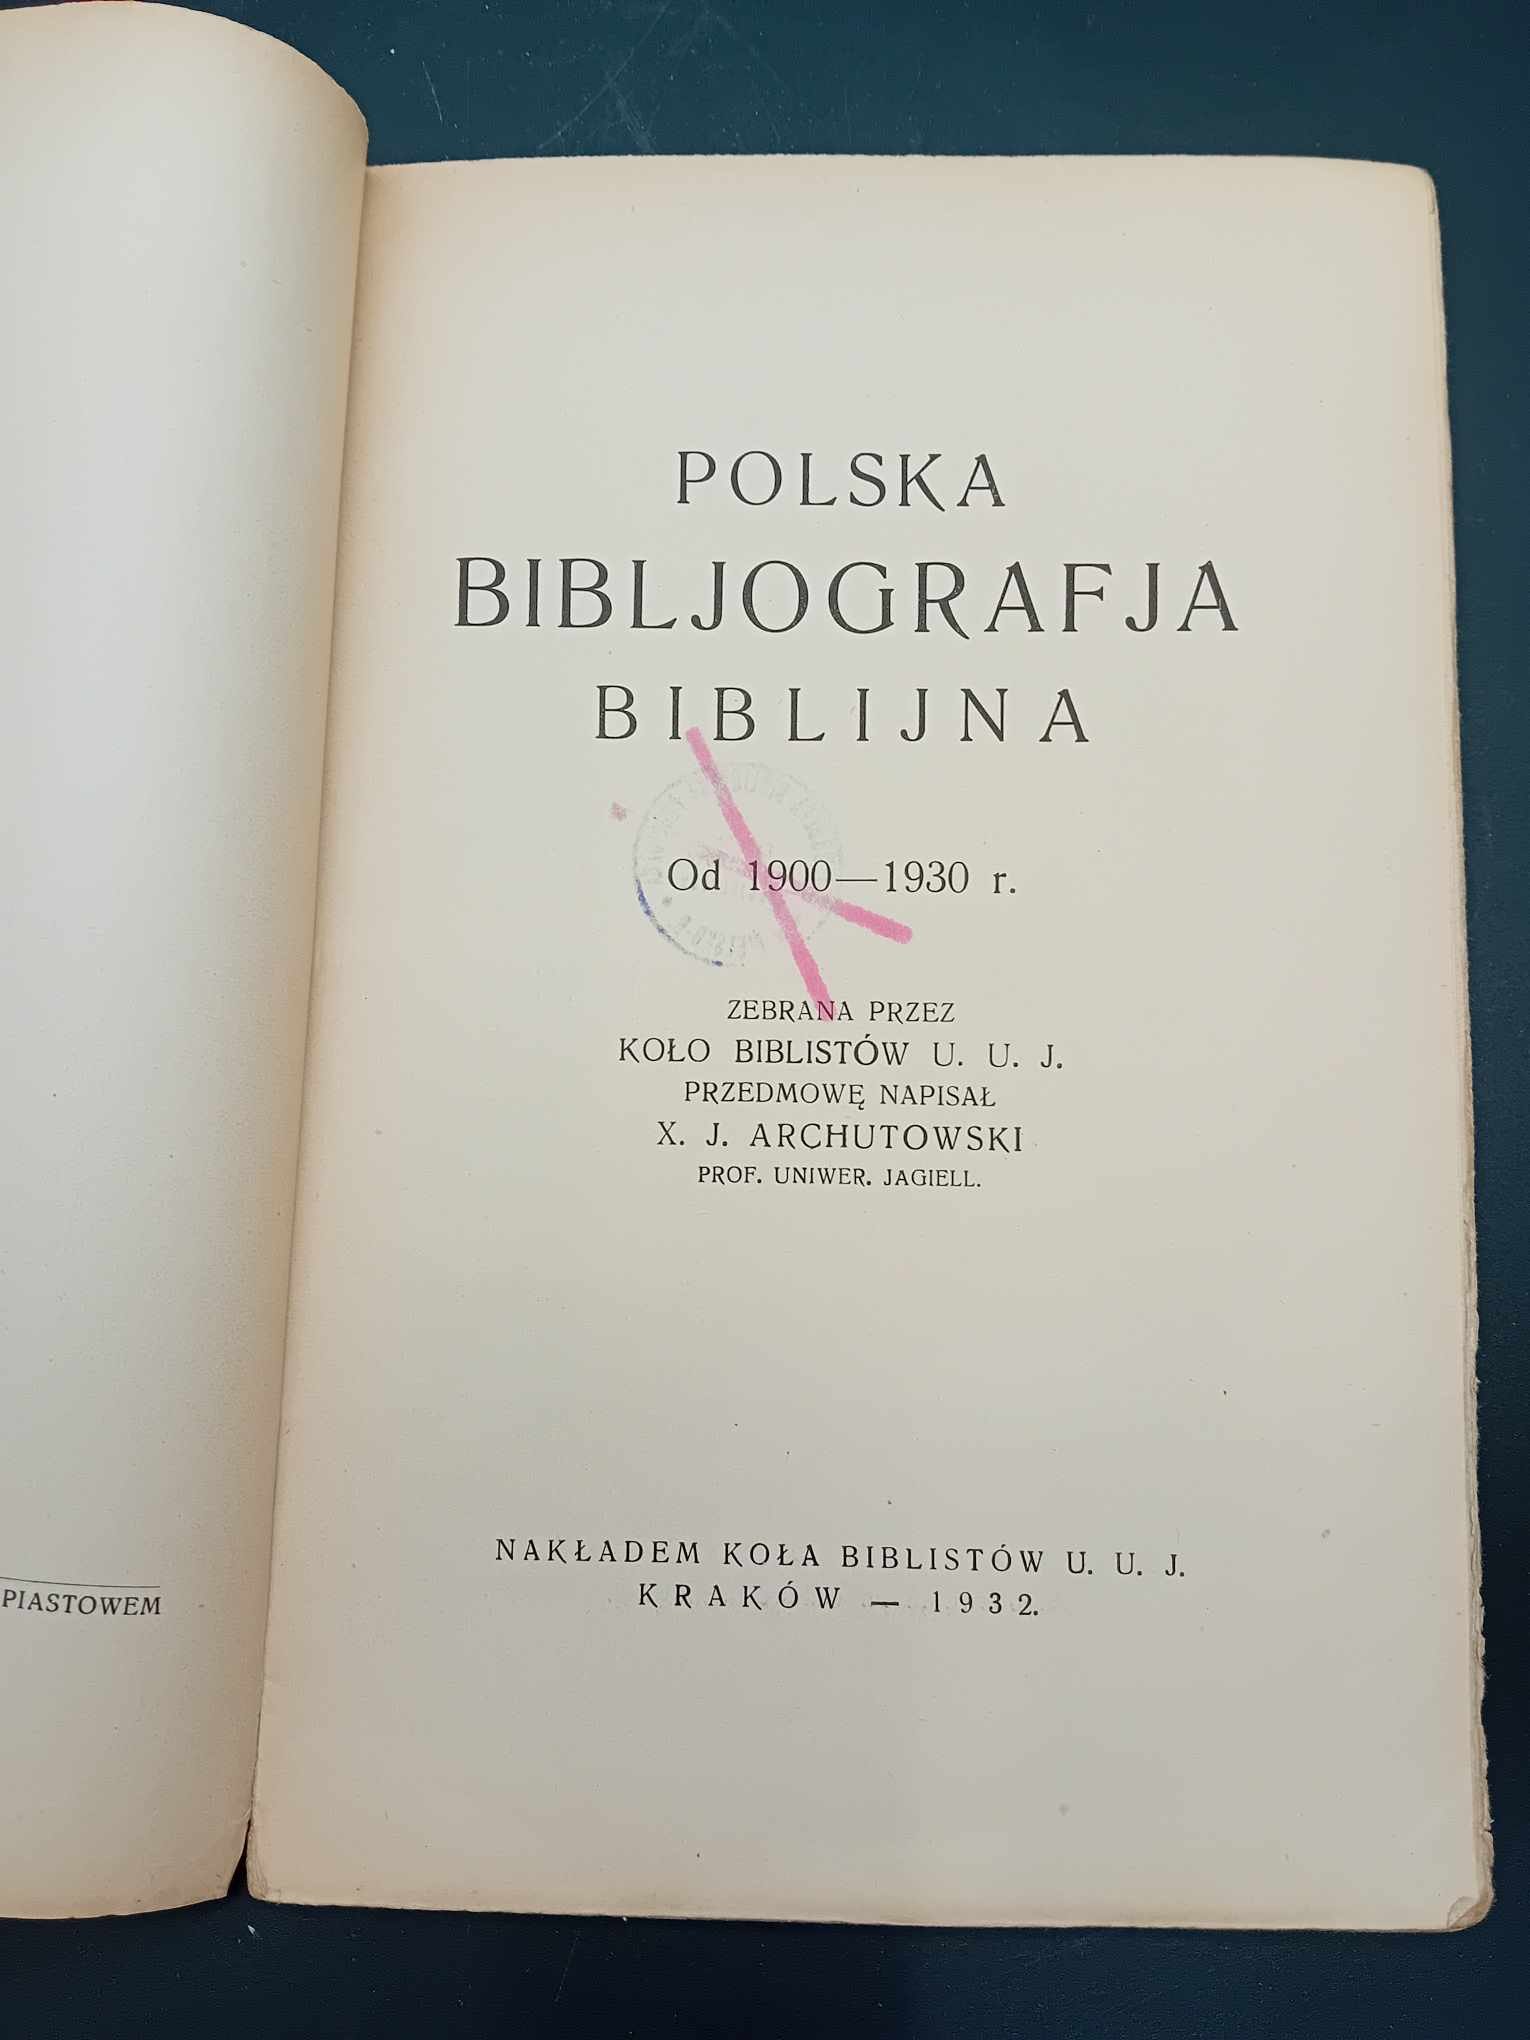 POLSKA
BIBLJOGRAFJA
BIBLIJNA
Od 1900—1930 r.
ZEBRANA PRZEZ
KOŁO BIBLISTÓW U. U. J.
PRZEDMOWĘ NAPISAŁ
X. J. ARCHUTOWSKI
PROF. UNIWER. JAGIELL.
NAKŁADEM KOŁA BIBLISTÓW U. U. J.
KRAKÓW — 1932.
PIASTOWEM